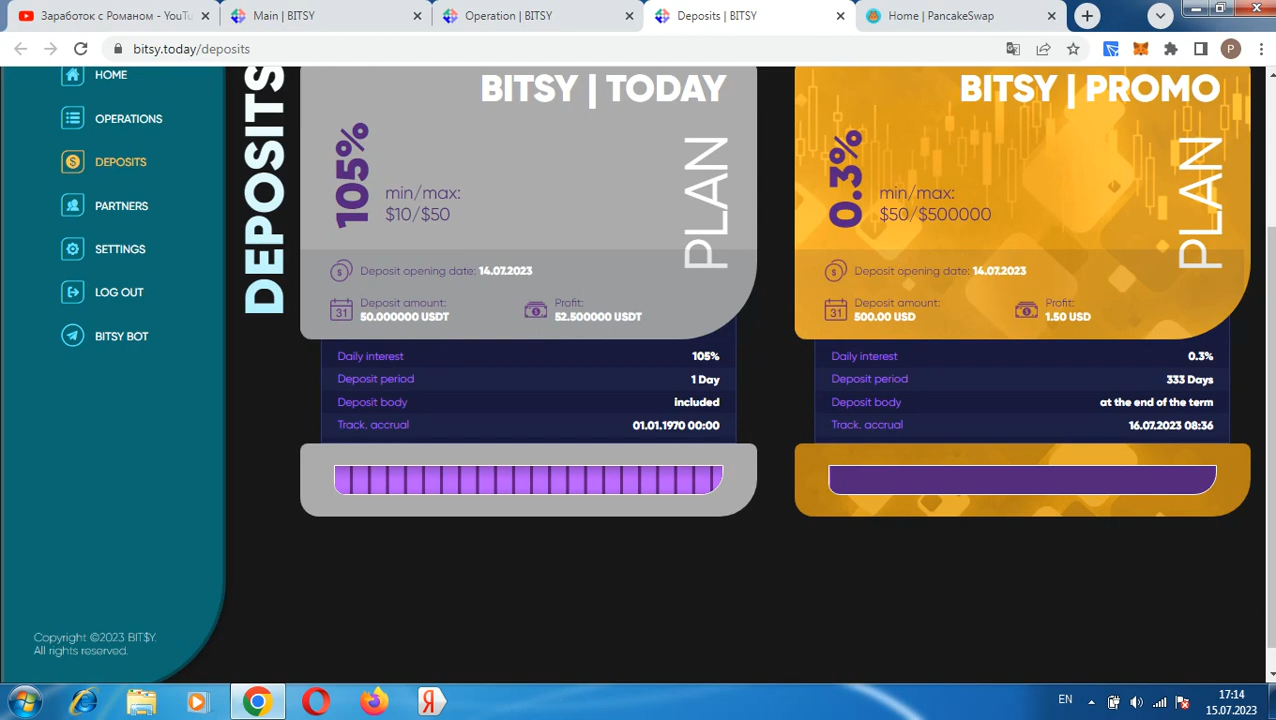 Заработок с Романом - YouTu
Main | BITSY
Operation | BITSY
Deposits | BITSY
Home | PancakeSwap
bitsy.today/deposits
P
HOME
OPERATIONS
DEPOSITS
PARTNERS
SETTINGS
LOG OUT
BITSY BOT
Copyright ©2023 BIT$Y.
All rights reserved.
DEPOSITS
BITSY | TODAY
105%
min/max:
$10/$50
PLAN
Deposit opening date: 14.07.2023
31
Deposit amount:
50.000000 USDT
Profit:
52.500000 USDT
Daily interest 105%
Deposit period 1 Day
Deposit body included
Track. accrual 01.01.1970 00:00
BITSY | PROMO
0.3%
min/max:
$50/$500000
PLAN
Deposit opening date: 14.07.2023
31
Deposit amount:
500.00 USD
Profit:
1.50 USD
Daily interest 0.3%
Deposit period 333 Days
Deposit body at the end of the term
Track. accrual 16.07.2023 08:36
EN
17:14
15.07.2023